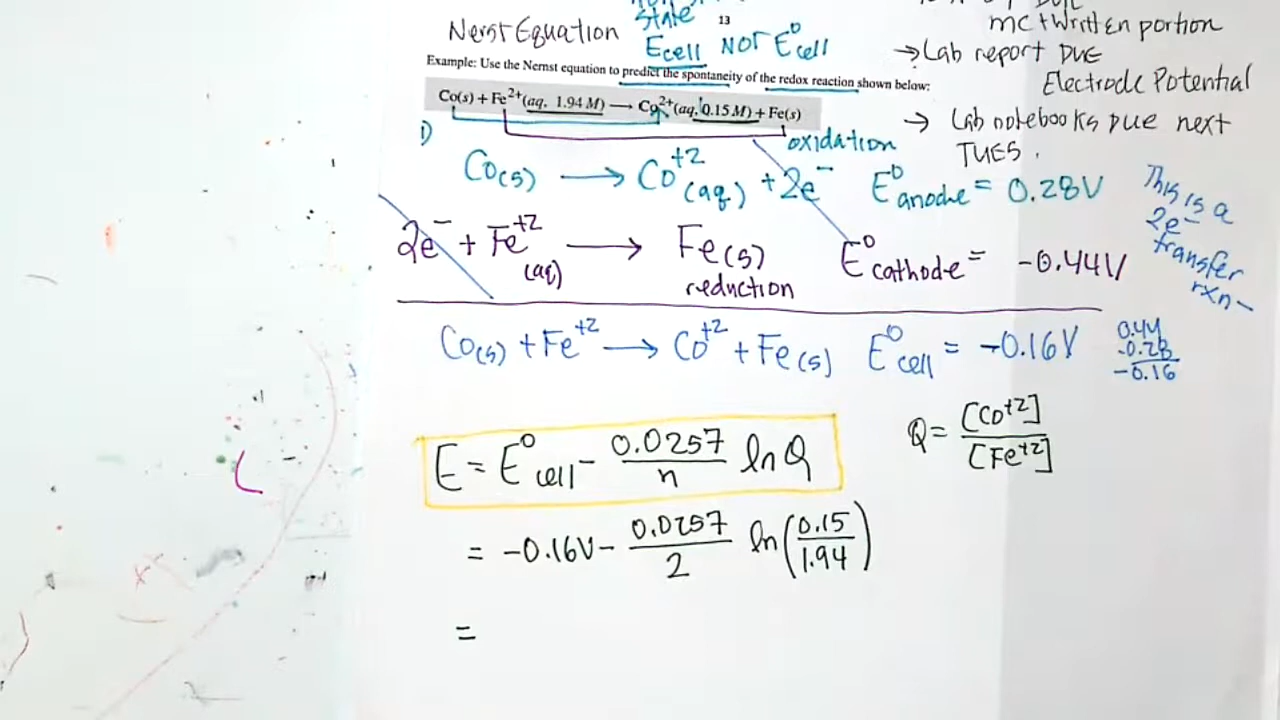 state
13
Nerst Equation
Ecell NOT E°cell
mc + written portion
→ Lab report DUE
Electrode Potential
→ Lab notebooks DUE next
TUES.
Example: Use the Nernst equation to predict the spontaneity of the redox reaction shown below:
Co(s) + Fe²⁺(aq, 1.94 M) ⟶ Co²⁺(aq, 0.15 M) + Fe(s)
1)
oxidation
Co(s) → Co⁺²(aq) + 2e⁻ E°anode = 0.28V
2e⁻ + Fe⁺²(aq) → Fe(s) E°cathode = -0.44V
reduction
This is a
2e⁻
transfer
rxn-
Co(s) + Fe⁺² → Co⁺² + Fe(s) E°cell = -0.16V
0.44
-0.28
-0.16
E = E°cell - 0.0257/n ln Q
Q = [Co⁺²]/[Fe⁺²]
= -0.16V - 0.0257/2 ln(0.15/1.94)
=